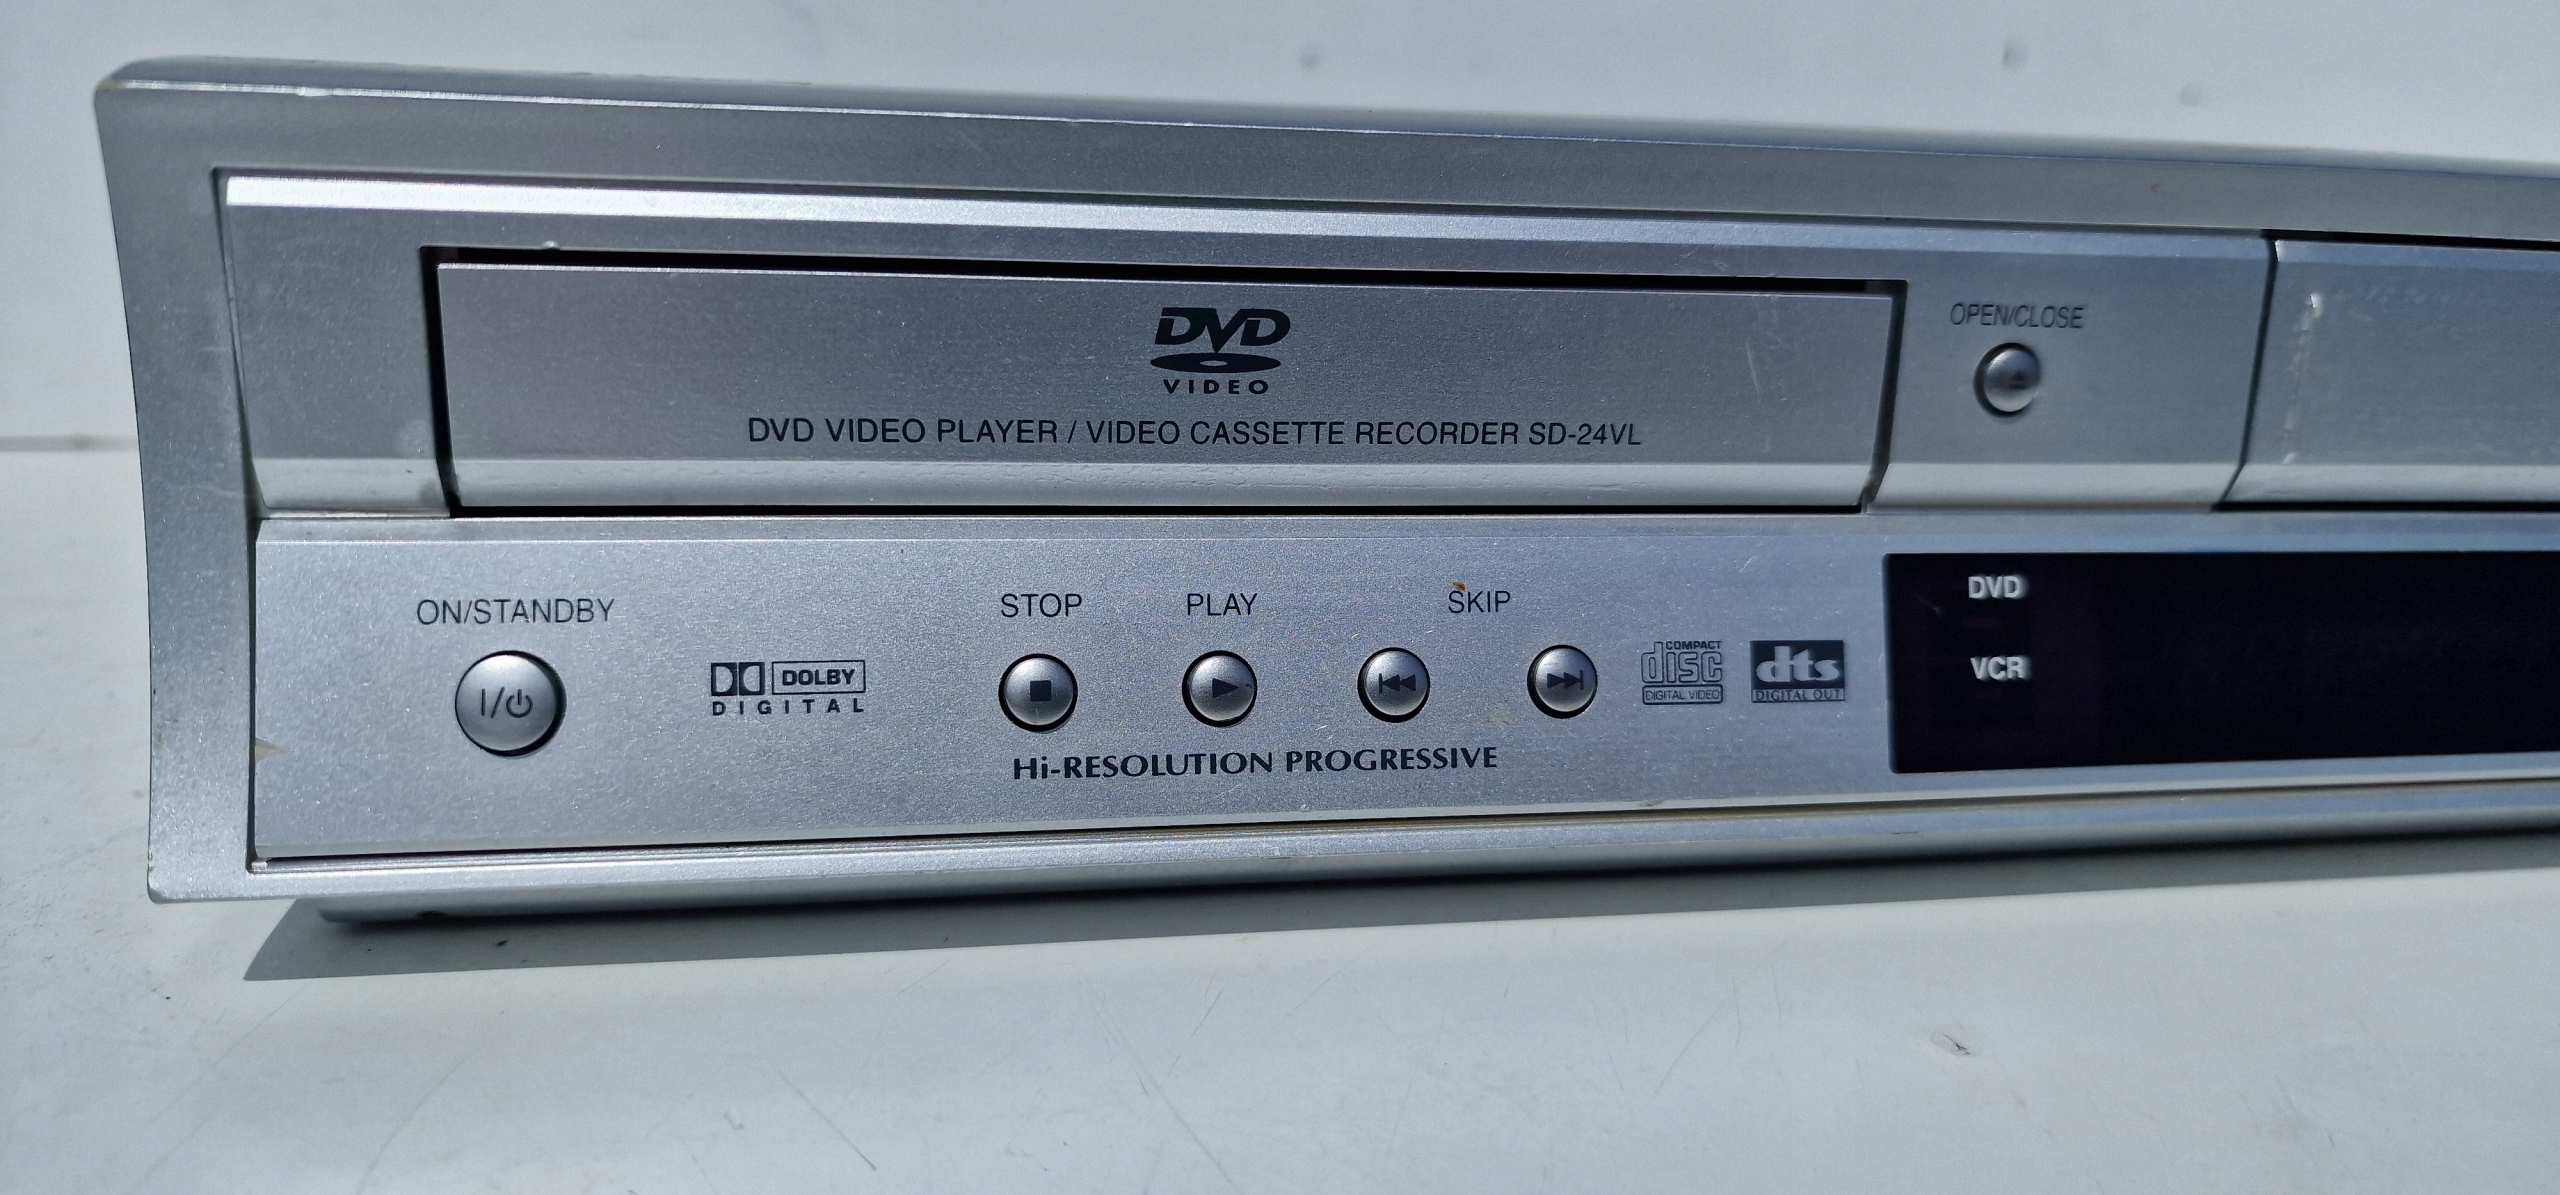 DVD
VIDEO
DVD VIDEO PLAYER / VIDEO CASSETTE RECORDER SD-24VL
OPEN/CLOSE
ON/STANDBY
STOP
PLAY
SKIP
DVD
VCR
I/
DOLBY
DIGITAL
COMPACT
disc
DIGITAL VIDEO
dts
DIGITAL OUT
Hi-RESOLUTION PROGRESSIVE